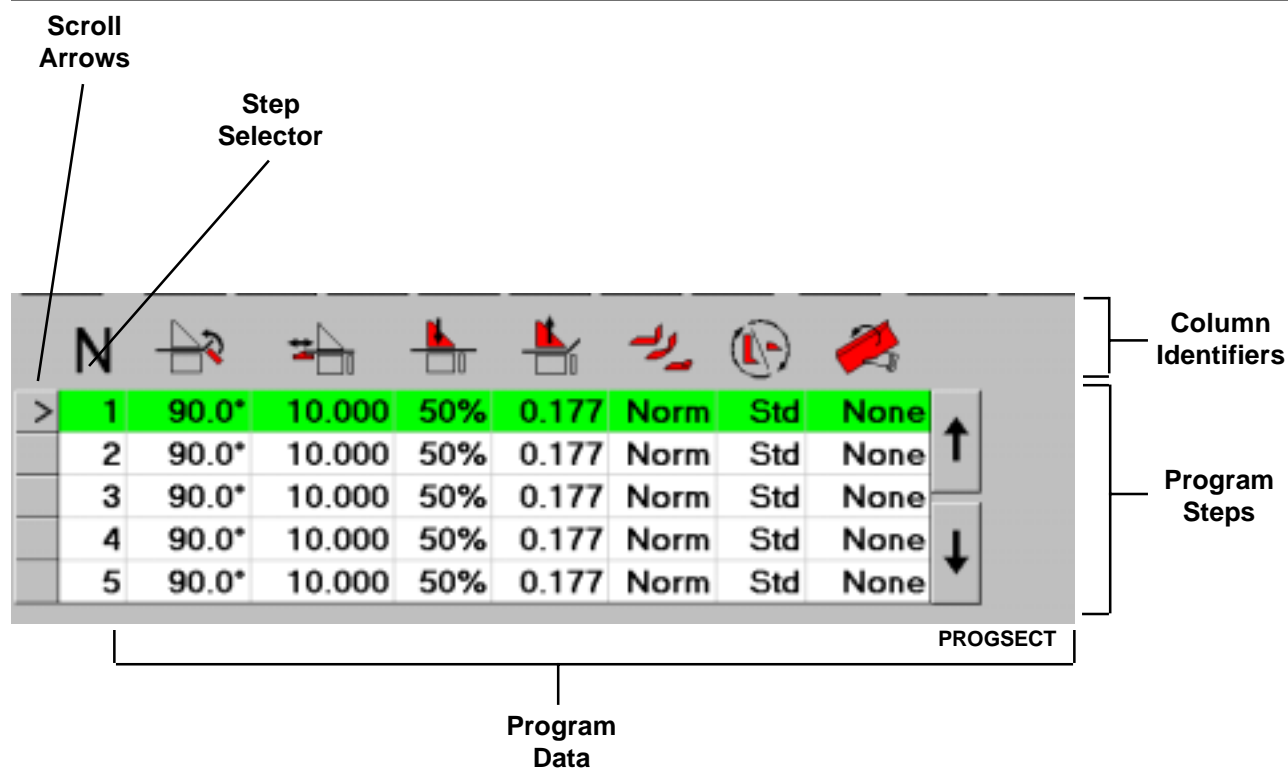 Scroll
Arrows
Step
Selector
N
Column
Identifiers
> 1 90.0° 10.000 50% 0.177 Norm Std None
2 90.0° 10.000 50% 0.177 Norm Std None
3 90.0° 10.000 50% 0.177 Norm Std None
4 90.0° 10.000 50% 0.177 Norm Std None
5 90.0° 10.000 50% 0.177 Norm Std None
Program
Steps
PROGSECT
Program
Data